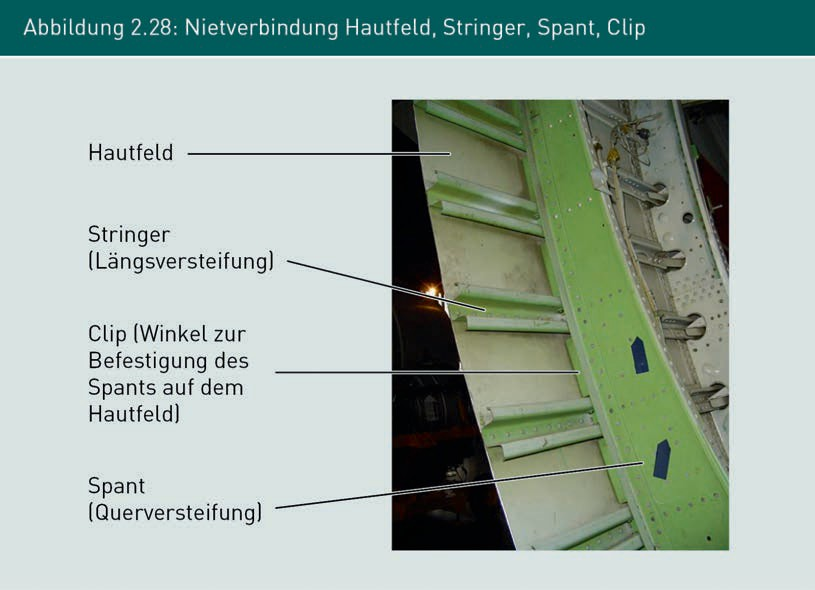 Abbildung 2.28: Nietverbindung Hautfeld, Stringer, Spant, Clip
Hautfeld
Stringer
(Längsversteifung)
Clip (Winkel zur
Befestigung des
Spants auf dem
Hautfeld)
Spant
(Querversteifung)